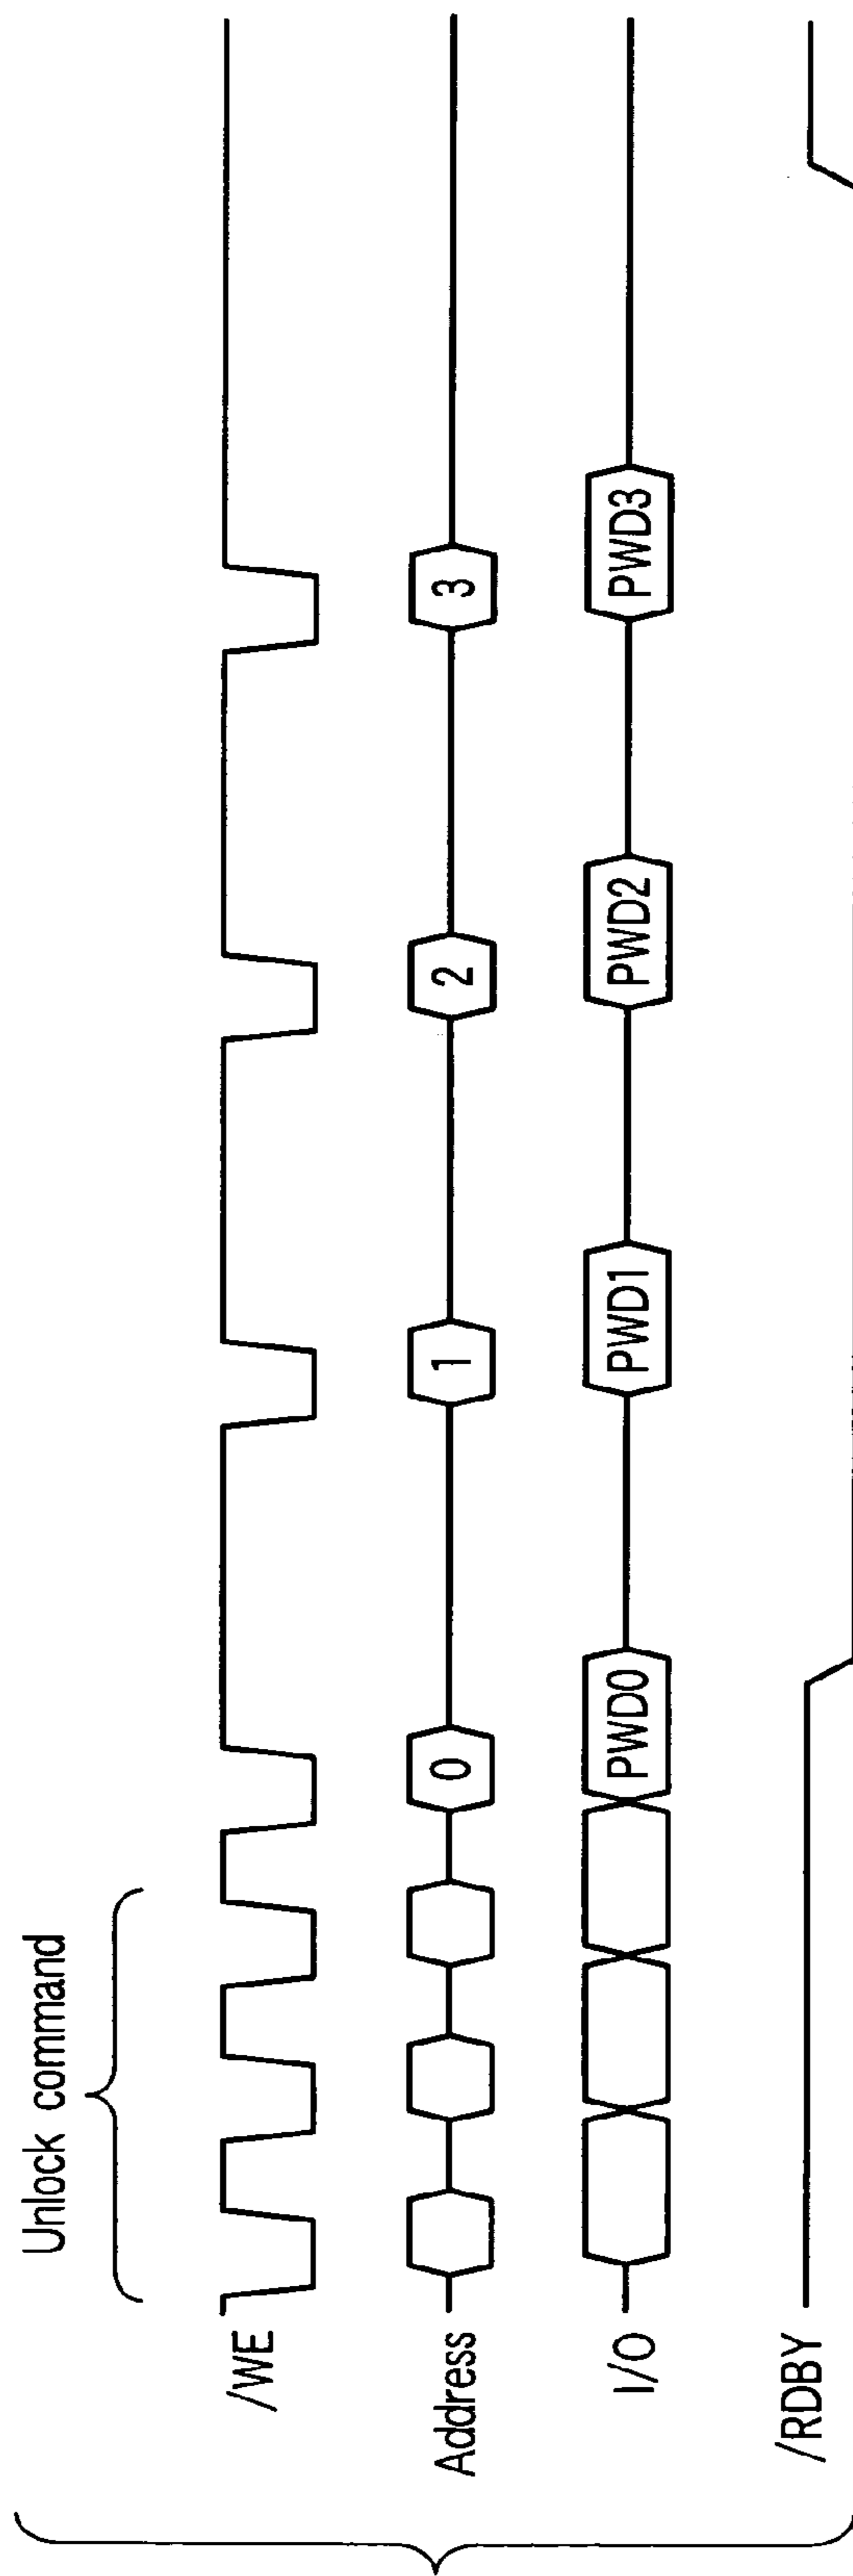 Unlock command
/WE
Address
0
1
2
3
I/O
PWD0
PWD1
PWD2
PWD3
/RDBY